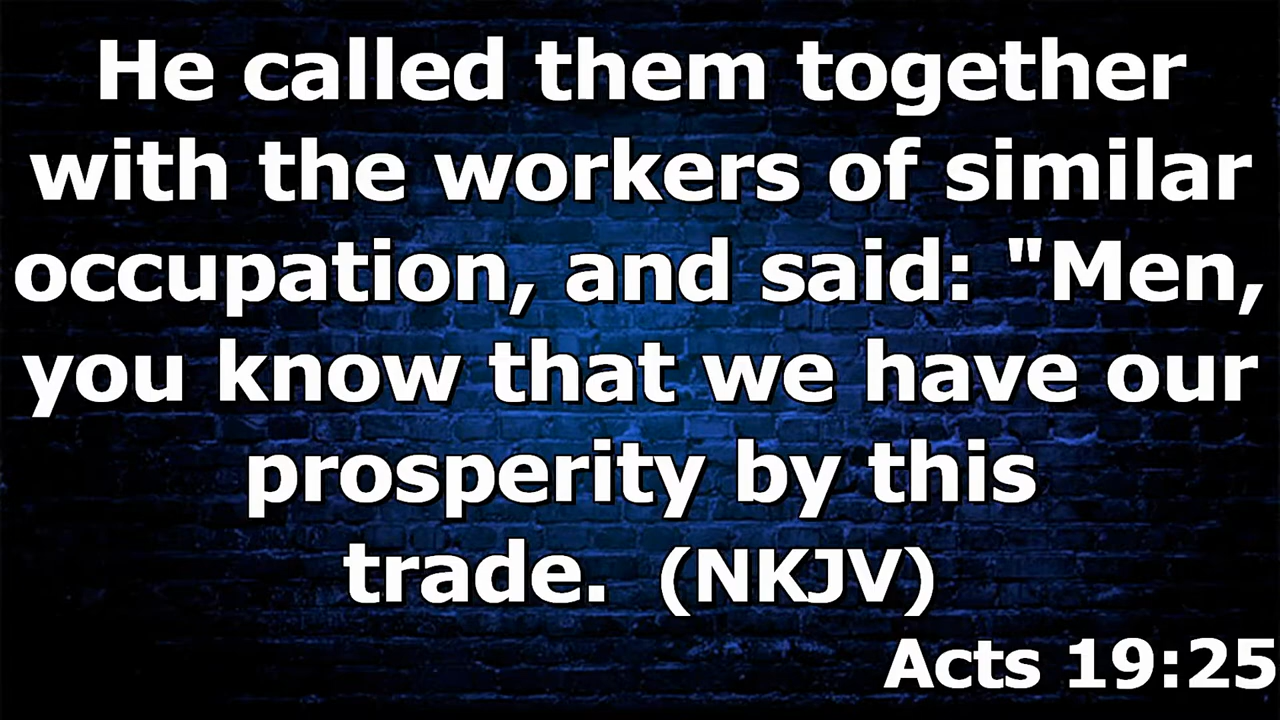 He called them together
with the workers of similar
occupation, and said: "Men,
you know that we have our
prosperity by this
trade. (NKJV)
Acts 19:25